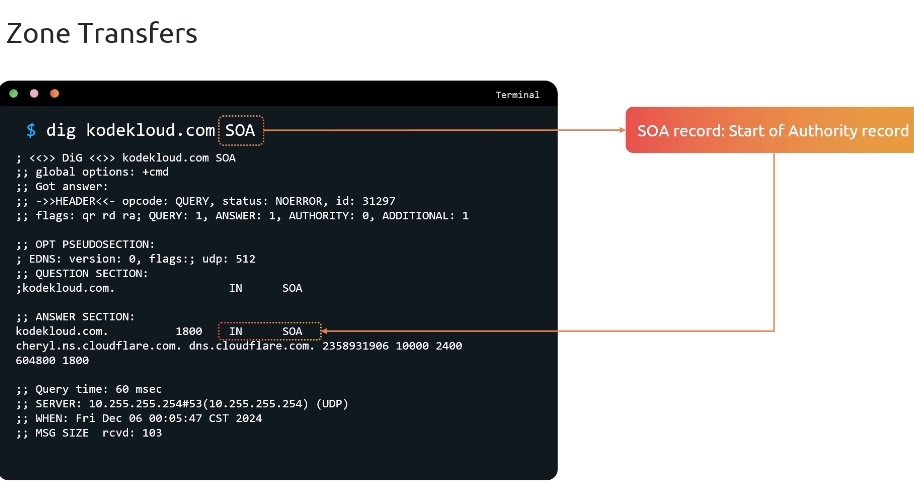 Zone Transfers
Terminal
$ dig kodekloud.com SOA
SOA record: Start of Authority record
; <<>> DiG <<>> kodekloud.com SOA
;; global options: +cmd
;; Got answer:
;; ->>HEADER<<- opcode: QUERY, status: NOERROR, id: 31297
;; flags: qr rd ra; QUERY: 1, ANSWER: 1, AUTHORITY: 0, ADDITIONAL: 1
;; OPT PSEUDOSECTION:
; EDNS: version: 0, flags:; udp: 512
;; QUESTION SECTION:
;kodekloud.com. IN SOA
;; ANSWER SECTION:
kodekloud.com. 1800 IN SOA
cheryl.ns.cloudflare.com. dns.cloudflare.com. 2358931906 10000 2400
604800 1800
;; Query time: 60 msec
;; SERVER: 10.255.255.254#53(10.255.255.254) (UDP)
;; WHEN: Fri Dec 06 00:05:47 CST 2024
;; MSG SIZE rcvd: 103